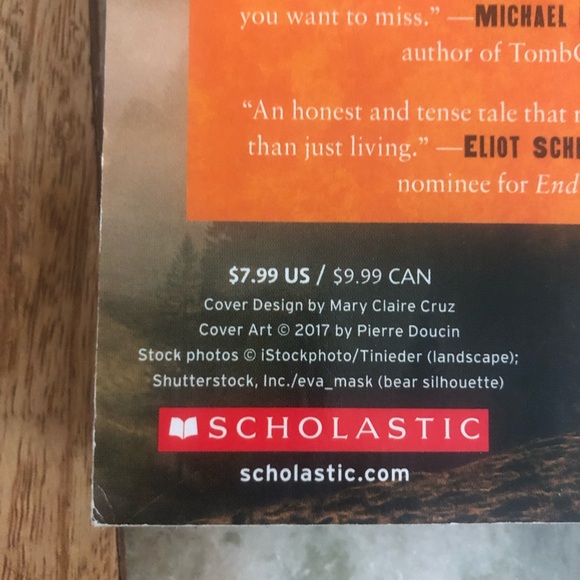 you want to miss.” —MICHAEL
author of Tomb
“An honest and tense tale that
than just living.” —ELIOT
nominee for End
$7.99 US / $9.99 CAN
Cover Design by Mary Claire Cruz
Cover Art © 2017 by Pierre Doucin
Stock photos © iStockphoto/Tinieder (landscape);
Shutterstock, Inc./eva_mask (bear silhouette)
SCHOLASTIC
scholastic.com